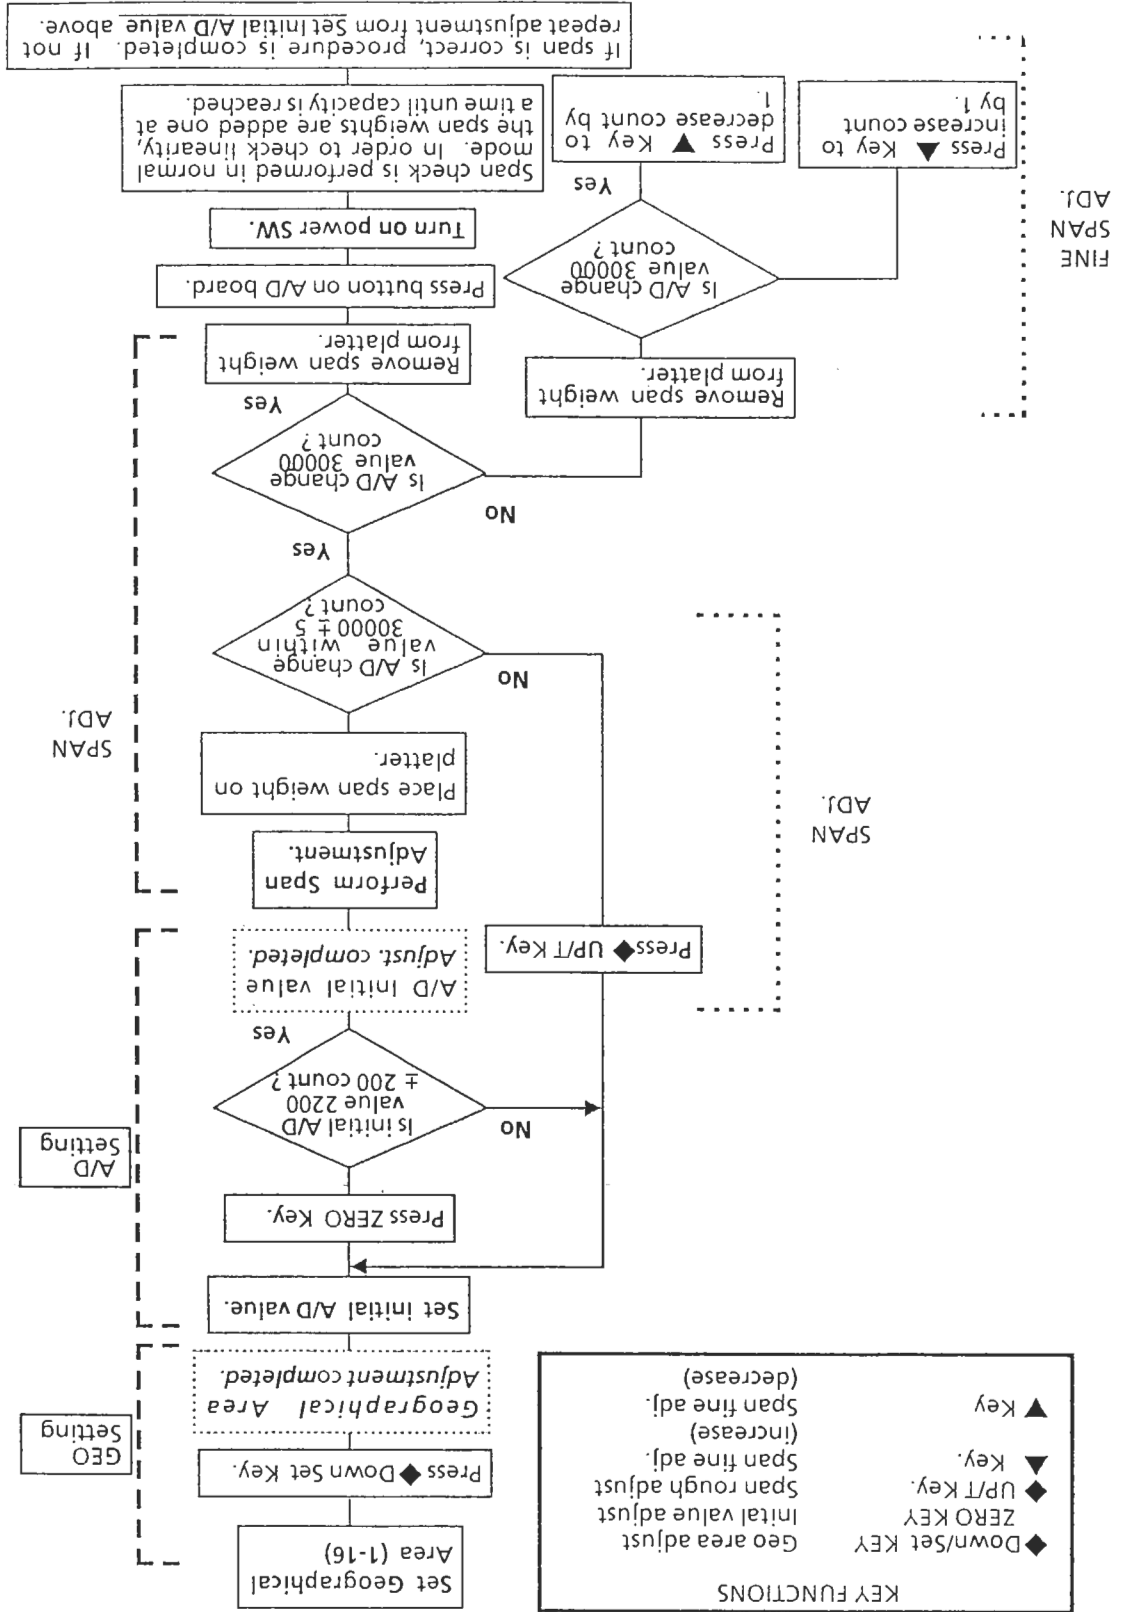 KEY FUNCTIONS
◆ Down/Set KEY Geo area adjust
ZERO KEY Inital value adjust
◆ UP/T Key. Span rough adjust
▲ Key. Span fine adj.
(increase)
▼ Key Span fine adj.
(decrease)
Set Geographical
Area (1-16)
Press ◆ Down Set Key.
Geographical Area
Adjustment completed.
GEO
Setting
Set initial A/D value.
Press ZERO Key.
Is initial A/D
value 2200
± 200 count?
No
Yes
A/D Initial value
Adjust. completed.
A/D
Setting
Press ◆ UP/T Key.
Perform Span
Adjustment.
Place span weight on
platter.
SPAN
ADJ.
SPAN
ADJ.
Is A/D change
value within
30000 ± 5
count?
No
Yes
Is A/D change
value 30000
count?
No
Yes
Remove span weight
from platter.
Remove span weight
from platter.
Press button on A/D board.
Is A/D change
value 30000
count?
Yes
FINE
SPAN
ADJ.
Turn on power SW.
Span check is performed in normal
mode. In order to check linearity,
the span weights are added one at
a time until capacity is reached.
Press ▼ Key to
increase count
by 1.
Press ▼ Key to
decrease count by
1.
If span is correct, procedure is completed. If not
repeat adjustment from Set Initial A/D value above.